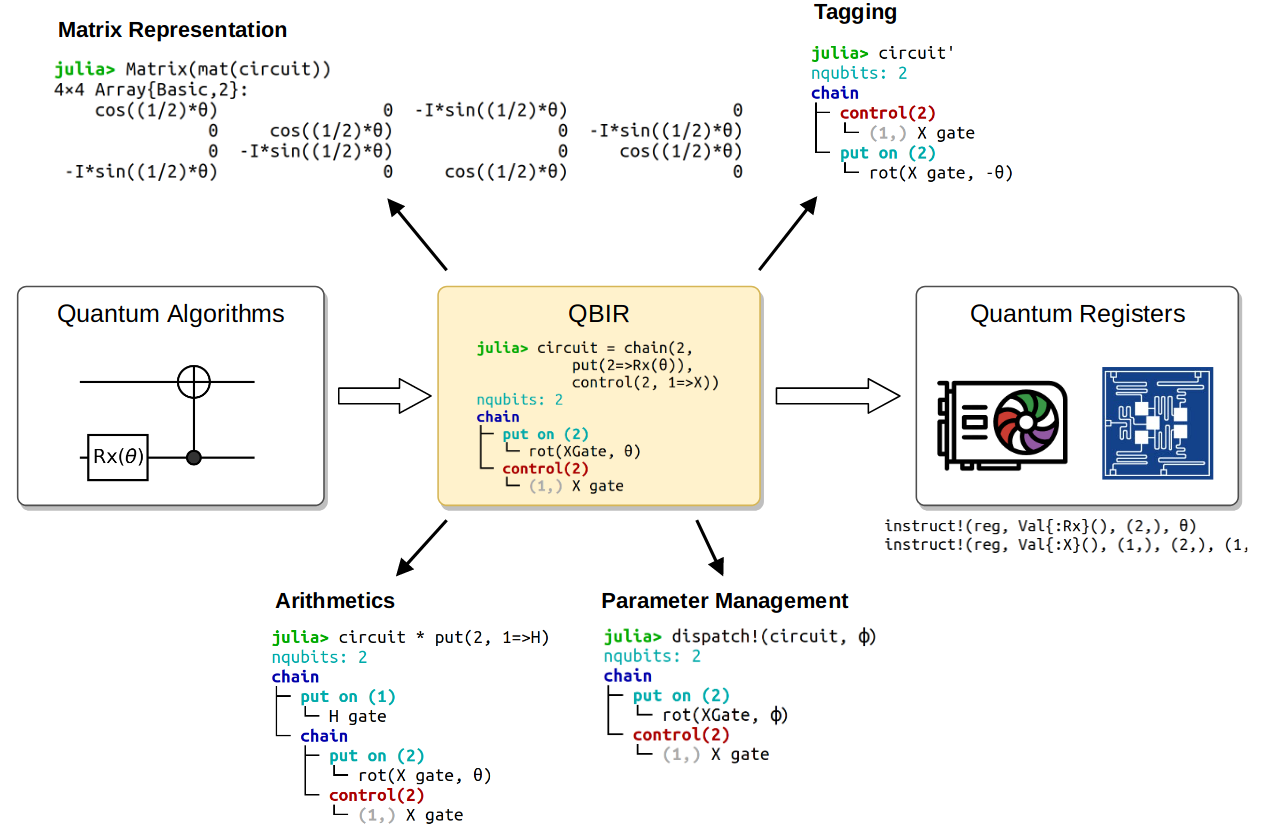 Matrix Representation
julia> Matrix(mat(circuit))
4×4 Array{Basic,2}:
cos((1/2)*θ) 0 -I*sin((1/2)*θ) 0
0 cos((1/2)*θ) 0 -I*sin((1/2)*θ)
0 -I*sin((1/2)*θ) 0 cos((1/2)*θ)
-I*sin((1/2)*θ) 0 cos((1/2)*θ) 0
Tagging
julia> circuit'
nqubits: 2
chain
├─ control(2)
│  └─ (1,) X gate
└─ put on (2)
   └─ rot(X gate, -θ)
Quantum Algorithms
Rx(θ)
QBIR
julia> circuit = chain(2,
put(2=>Rx(θ)),
control(2, 1=>X))
nqubits: 2
chain
├─ put on (2)
│  └─ rot(XGate, θ)
└─ control(2)
   └─ (1,) X gate
Quantum Registers
instruct!(reg, Val{:Rx}(), (2,), θ)
instruct!(reg, Val{:X}(), (1,), (2,), (1,
Arithmetics
julia> circuit * put(2, 1=>H)
nqubits: 2
chain
├─ put on (1)
│  └─ H gate
└─ chain
   ├─ put on (2)
   │  └─ rot(X gate, θ)
   └─ control(2)
      └─ (1,) X gate
Parameter Management
julia> dispatch!(circuit, ϕ)
nqubits: 2
chain
├─ put on (2)
│  └─ rot(XGate, ϕ)
└─ control(2)
   └─ (1,) X gate